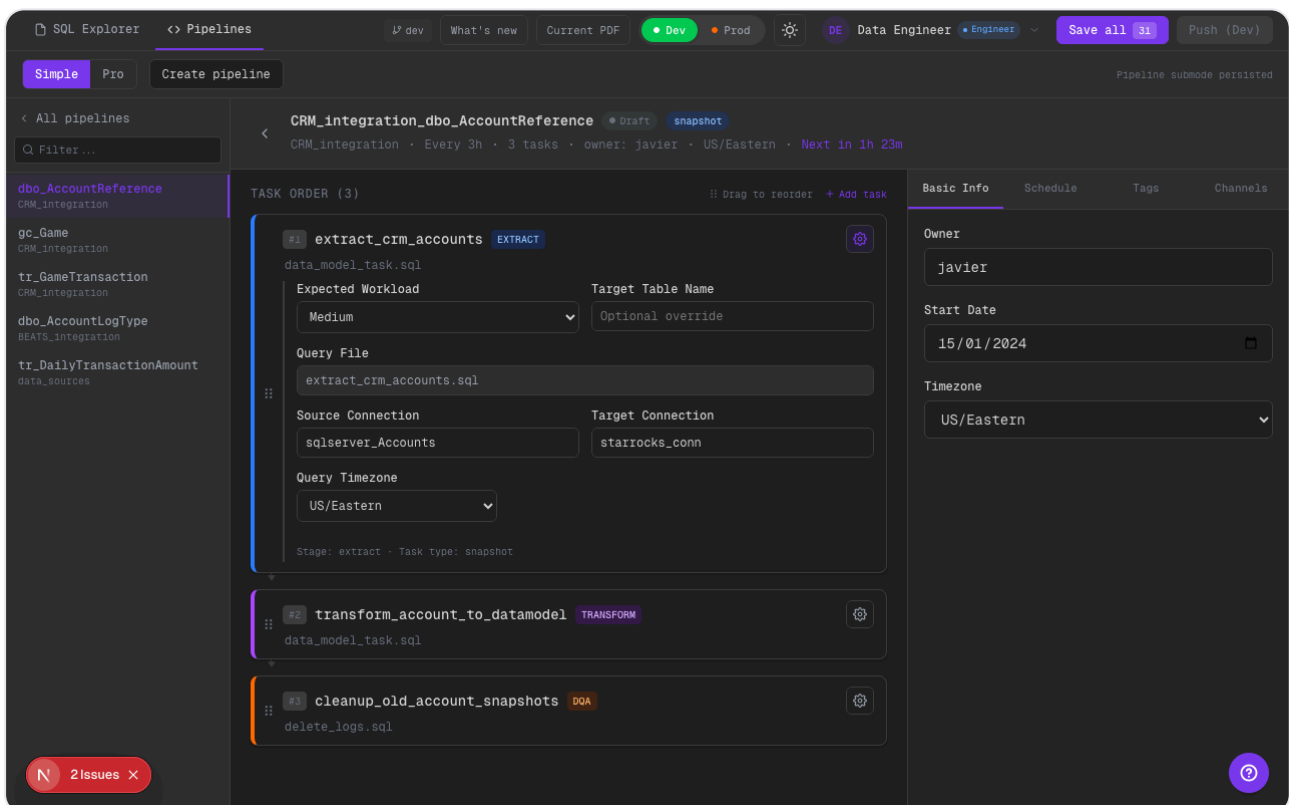 SQL Explorer
<> Pipelines
dev
What's new
Current PDF
Dev
Prod
DE
Data Engineer
Engineer
Save all 31
Push (Dev)
Simple
Pro
Create pipeline
Pipeline submode persisted
< All pipelines
Filter...
dbo_AccountReference
CRM_integration
gc_Game
CRM_integration
tr_GameTransaction
CRM_integration
dbo_AccountLogType
BEATS_integration
tr_DailyTransactionAmount
data_sources
CRM_integration_dbo_AccountReference
Draft
snapshot
CRM_integration · Every 3h · 3 tasks · owner: javier · US/Eastern · Next in 1h 23m
TASK ORDER (3)
Drag to reorder
+ Add task
#1 extract_crm_accounts EXTRACT
data_model_task.sql
Expected Workload
Medium
Target Table Name
Optional override
Query File
extract_crm_accounts.sql
Source Connection
sqlserver_Accounts
Target Connection
starrocks_conn
Query Timezone
US/Eastern
Stage: extract · Task type: snapshot
#2 transform_account_to_datamodel TRANSFORM
data_model_task.sql
#3 cleanup_old_account_snapshots DQA
delete_logs.sql
Basic Info
Schedule
Tags
Channels
Owner
javier
Start Date
15/01/2024
Timezone
US/Eastern
N
2 Issues